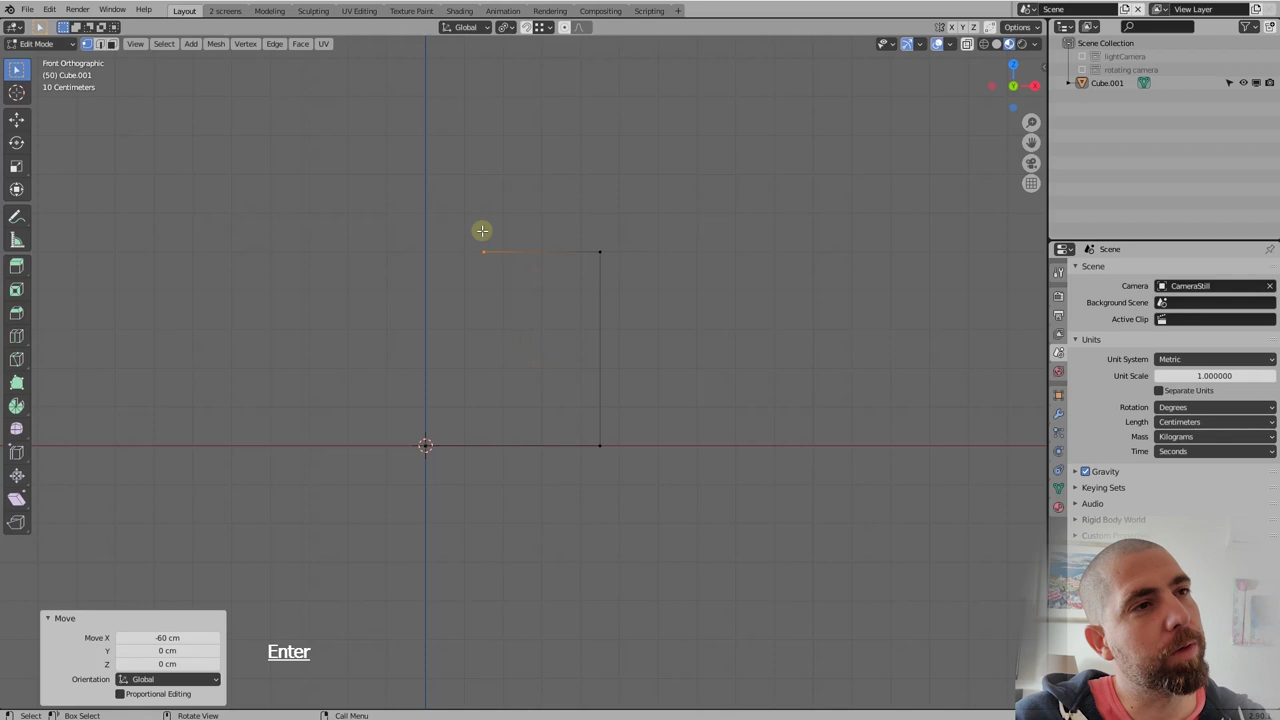 File Edit Render Window Help Layout 2 screens Modeling Sculpting UV Editing Texture Paint Shading Animation Rendering Compositing Scripting + Scene View Layer
Global X Y Z Options
Edit Mode View Select Add Mesh Vertex Edge Face UV
Front Orthographic
(50) Cube.001
10 Centimeters
Z
Y
X
Scene Collection
lightCamera
rotating camera
Cube.001
Scene
Scene
Camera CameraStill
Background Scene
Active Clip
Units
Unit System Metric
Unit Scale 1.000000
Separate Units
Rotation Degrees
Length Centimeters
Mass Kilograms
Time Seconds
Gravity
Keying Sets
Audio
Rigid Body World
Move
Move X -60 cm
Y 0 cm
Z 0 cm
Orientation Global
Proportional Editing
Enter
Select Box Select Rotate View Call Menu